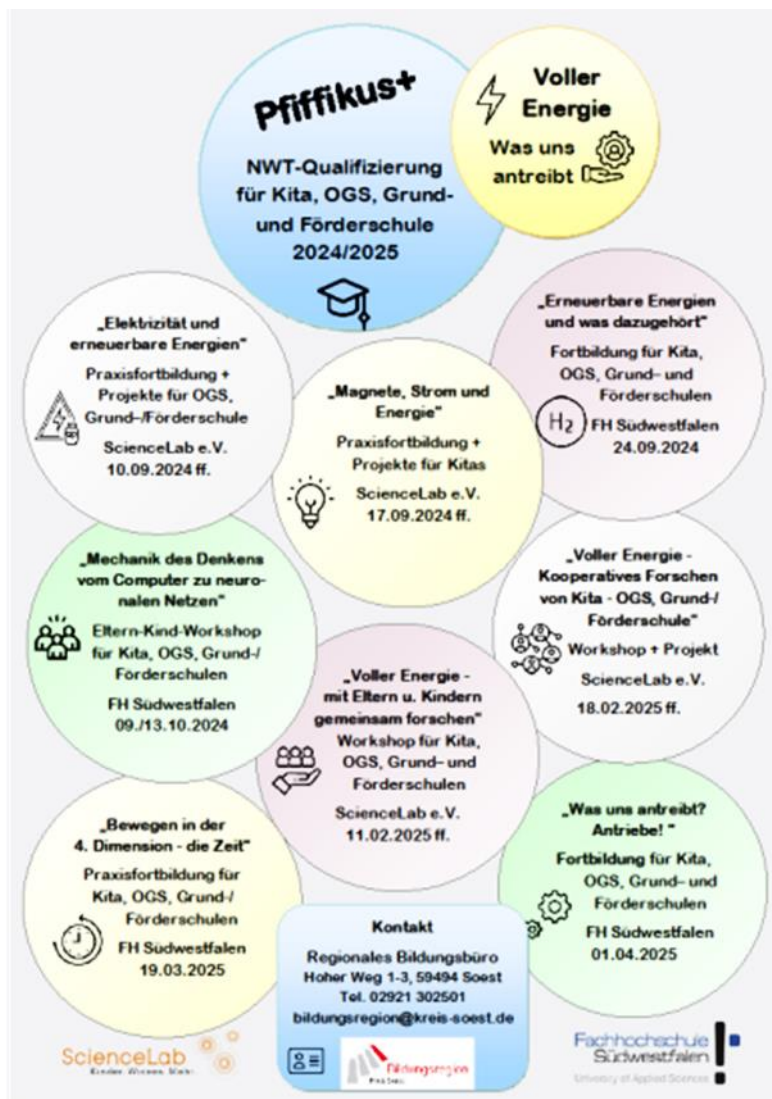 Pfiffikus+
NWT-Qualifizierung
für Kita, OGS, Grund-
und Förderschule
2024/2025
Voller
Energie
Was uns
antreibt
„Elektrizität und
erneuerbare Energien"
Praxisfortbildung +
Projekte für OGS,
Grund-/Förderschule
ScienceLab e.V.
10.09.2024 ff.
„Magnete, Strom und
Energie"
Praxisfortbildung +
Projekte für Kitas
ScienceLab e.V.
17.09.2024 ff.
„Erneuerbare Energien
und was dazugehört"
Fortbildung für Kita,
OGS, Grund– und
Förderschulen
H2
FH Südwestfalen
24.09.2024
„Mechanik des Denkens
vom Computer zu neuro-
nalen Netzen"
Eltern-Kind-Workshop
für Kita, OGS, Grund-/
Förderschulen
FH Südwestfalen
09./13.10.2024
„Voller Energie -
mit Eltern u. Kindern
gemeinsam forschen"
Workshop für Kita,
OGS, Grund– und
Förderschulen
ScienceLab e.V.
11.02.2025 ff.
„Voller Energie -
Kooperatives Forschen
von Kita - OGS, Grund-/
Förderschule"
Workshop + Projekt
ScienceLab e.V.
18.02.2025 ff.
„Bewegen in der
4. Dimension - die Zeit"
Praxisfortbildung für
Kita, OGS, Grund-/
Förderschulen
FH Südwestfalen
19.03.2025
„Was uns antreibt?
Antriebe! "
Fortbildung für Kita,
OGS, Grund– und
Förderschulen
FH Südwestfalen
01.04.2025
Kontakt
Regionales Bildungsbüro
Hoher Weg 1-3, 59494 Soest
Tel. 02921 302501
bildungsregion@kreis-soest.de
Bildungsregion
Kreis Soest
ScienceLab
Kinder. Wissen. Mehr.
Fachhochschule
Südwestfalen
University of Applied Sciences